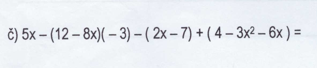 č) 5x – (12 – 8x)( – 3) – ( 2x – 7) + ( 4 – 3x² – 6x ) =